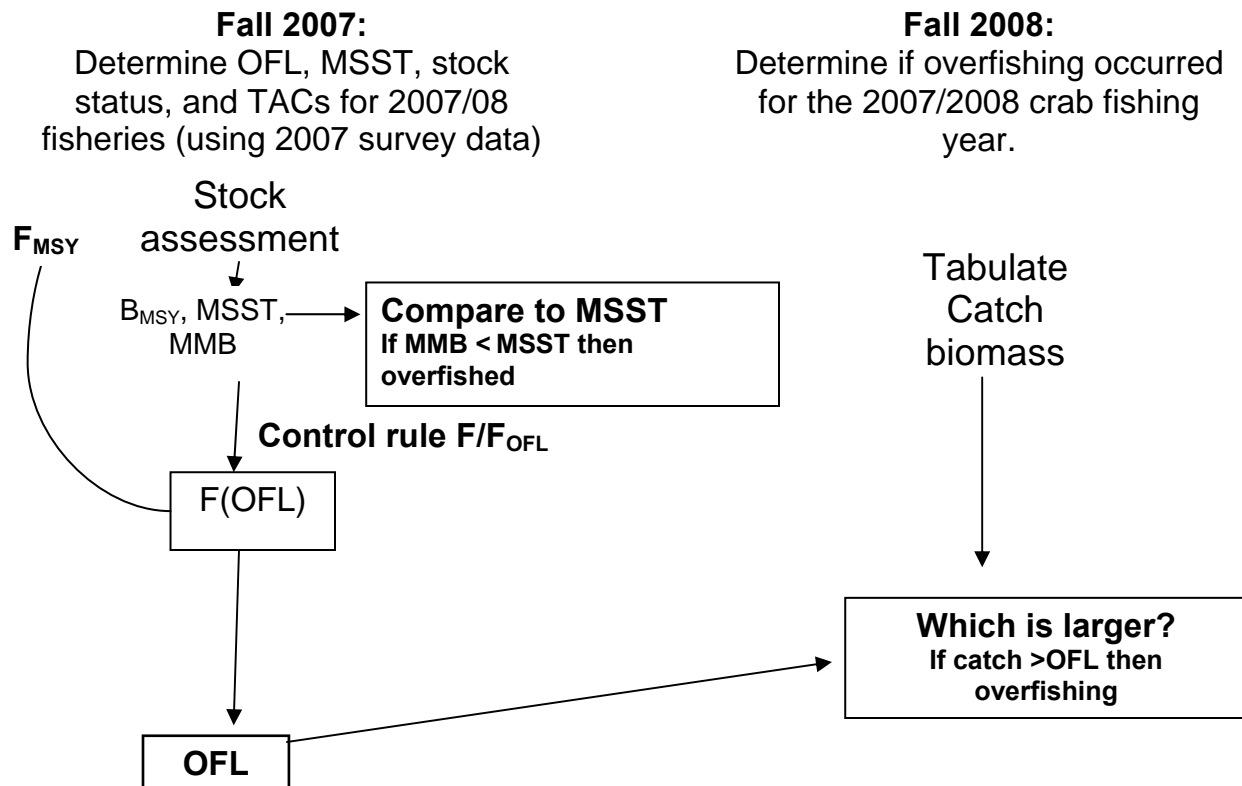 Fall 2007:
Determine OFL, MSST, stock
status, and TACs for 2007/08
fisheries (using 2007 survey data)
Fall 2008:
Determine if overfishing occurred
for the 2007/2008 crab fishing
year.
Stock
assessment
FMSY
BMSY, MSST,
MMB
Compare to MSST
If MMB < MSST then
overfished
Control rule F/FOFL
F(OFL)
OFL
Tabulate
Catch
biomass
Which is larger?
If catch >OFL then
overfishing